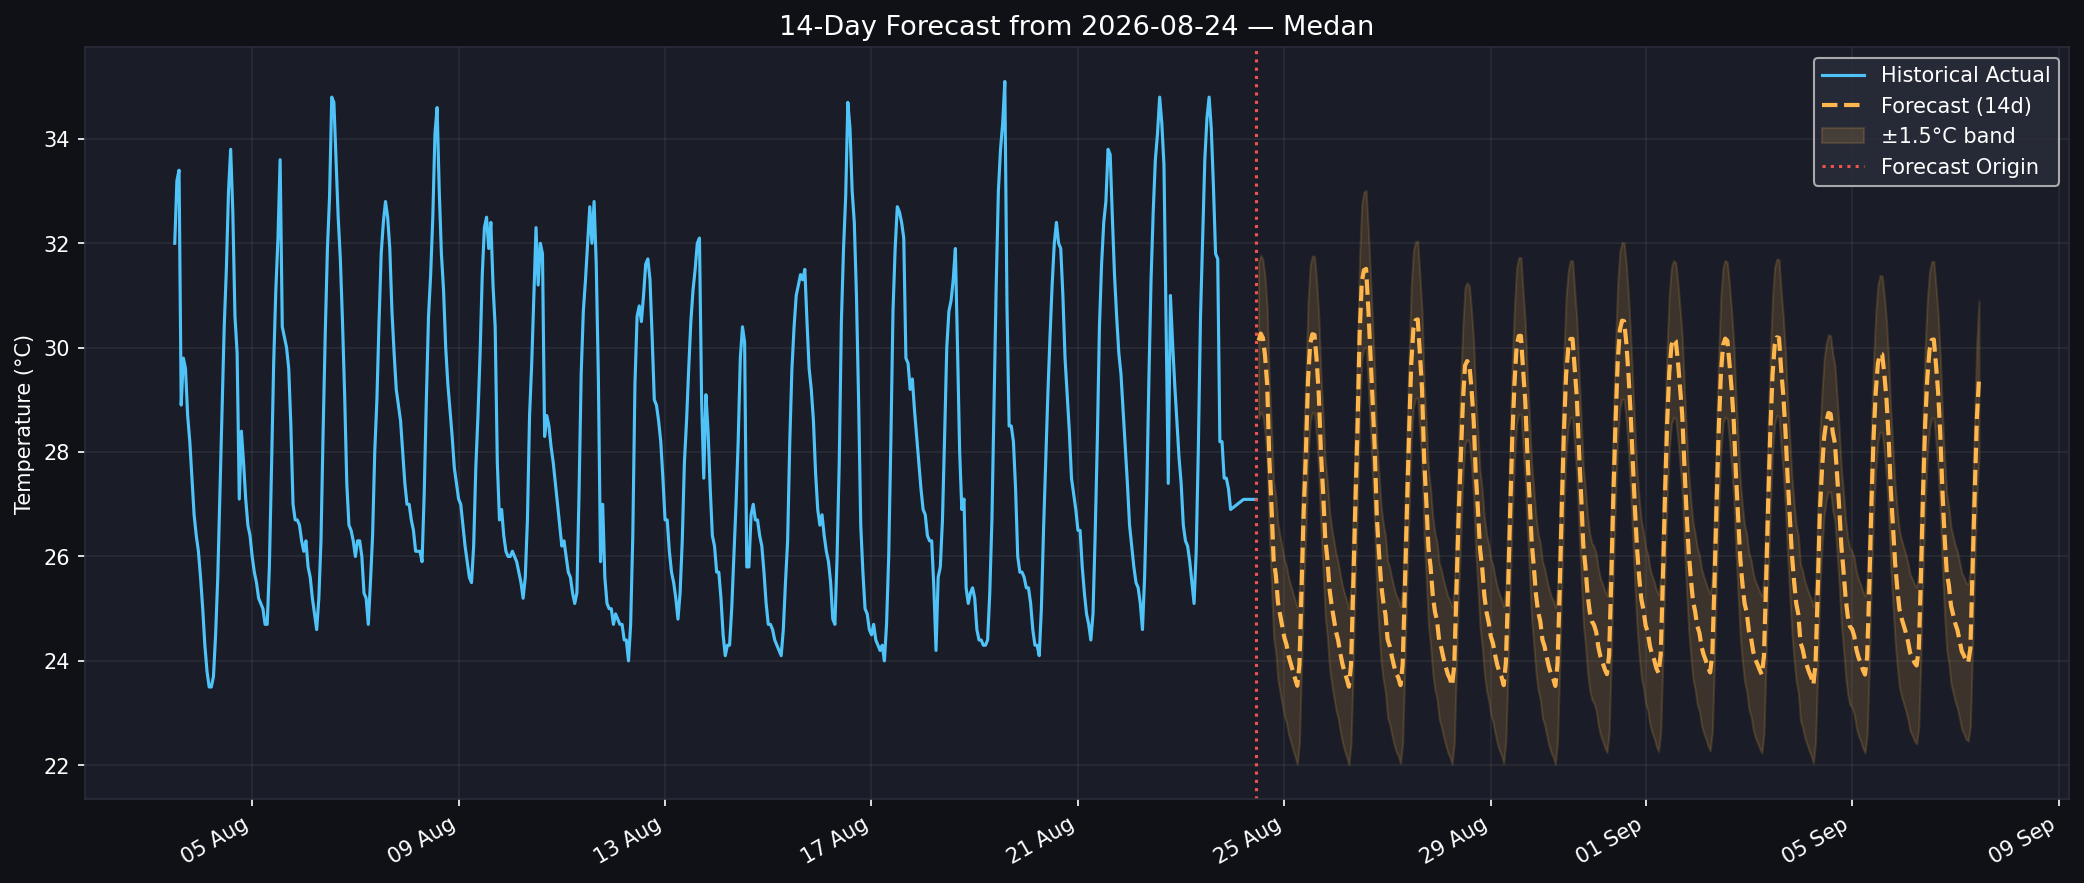 14-Day Forecast from 2026-08-24 — Medan
Historical Actual
Forecast (14d)
±1.5°C band
Forecast Origin
Temperature (°C)
34
32
30
28
26
24
22
05 Aug
09 Aug
13 Aug
17 Aug
21 Aug
25 Aug
29 Aug
01 Sep
05 Sep
09 Sep